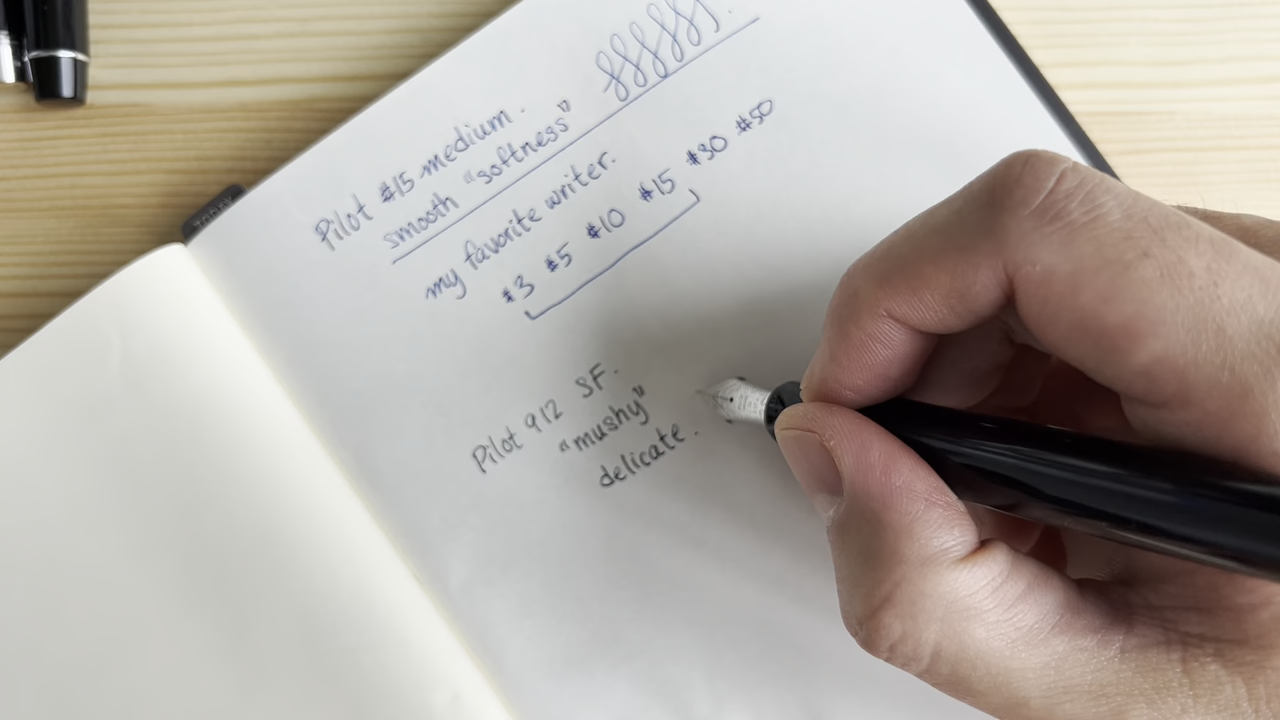 Pilot #15 medium.
smooth "softness"
my favorite writer.
#3 #5 #10 #15 #30 #50
Pilot 912 SF.
"mushy"
delicate.